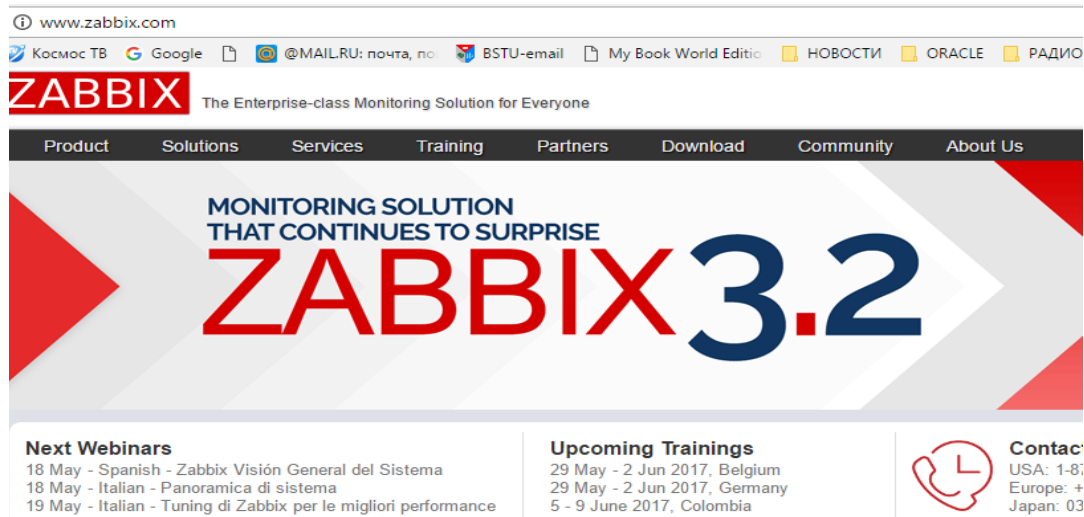 www.zabbix.com
Космос ТВ Google @MAIL.RU: почта, по BSTU-email My Book World Editio НОВОСТИ ORACLE РАДИО
ZABBIX The Enterprise-class Monitoring Solution for Everyone
Product Solutions Services Training Partners Download Community About Us
MONITORING SOLUTION
THAT CONTINUES TO SURPRISE
ZABBIX 3.2
Next Webinars
18 May - Spanish - Zabbix Visión General del Sistema
18 May - Italian - Panoramica di sistema
19 May - Italian - Tuning di Zabbix per le migliori performance
Upcoming Trainings
29 May - 2 Jun 2017, Belgium
29 May - 2 Jun 2017, Germany
5 - 9 June 2017, Colombia
Contact
USA: 1-87
Europe: +
Japan: 03